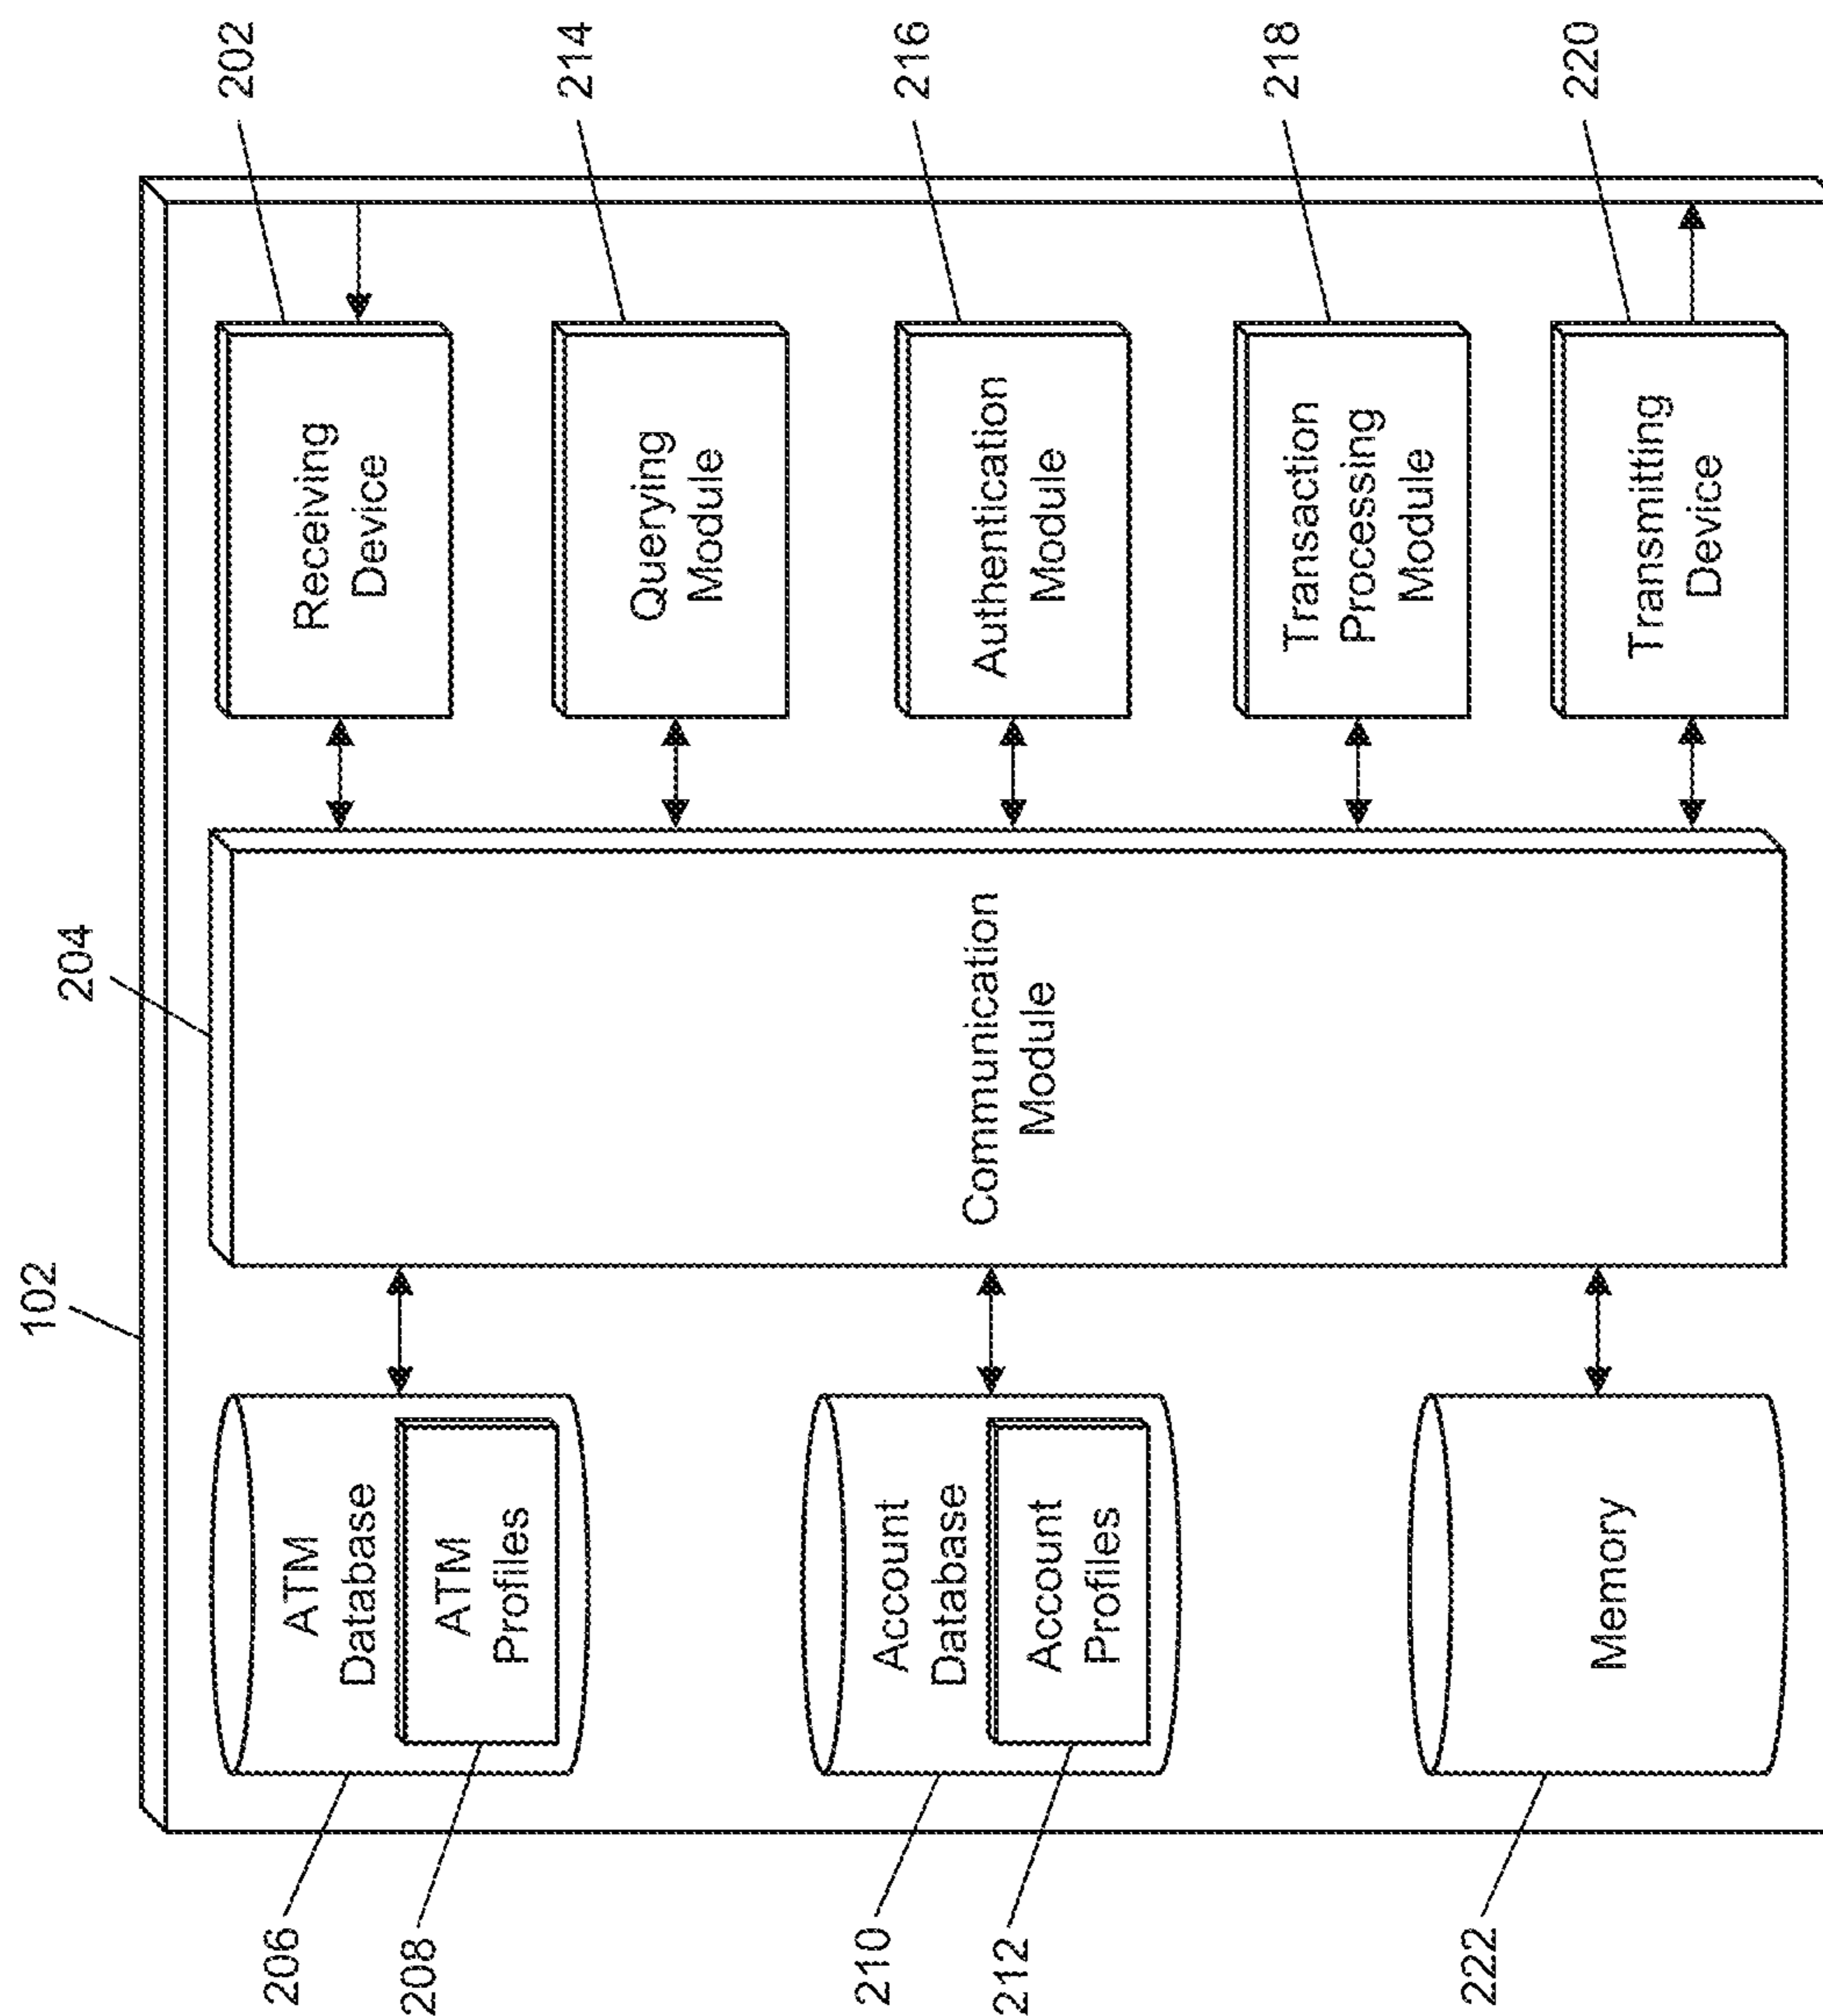 102
204
206
ATM
Database
208
ATM
Profiles
210
Account
Database
212
Account
Profiles
222
Memory
Communication
Module
202
Receiving
Device
214
Querying
Module
216
Authentication
Module
218
Transaction
Processing
Module
220
Transmitting
Device